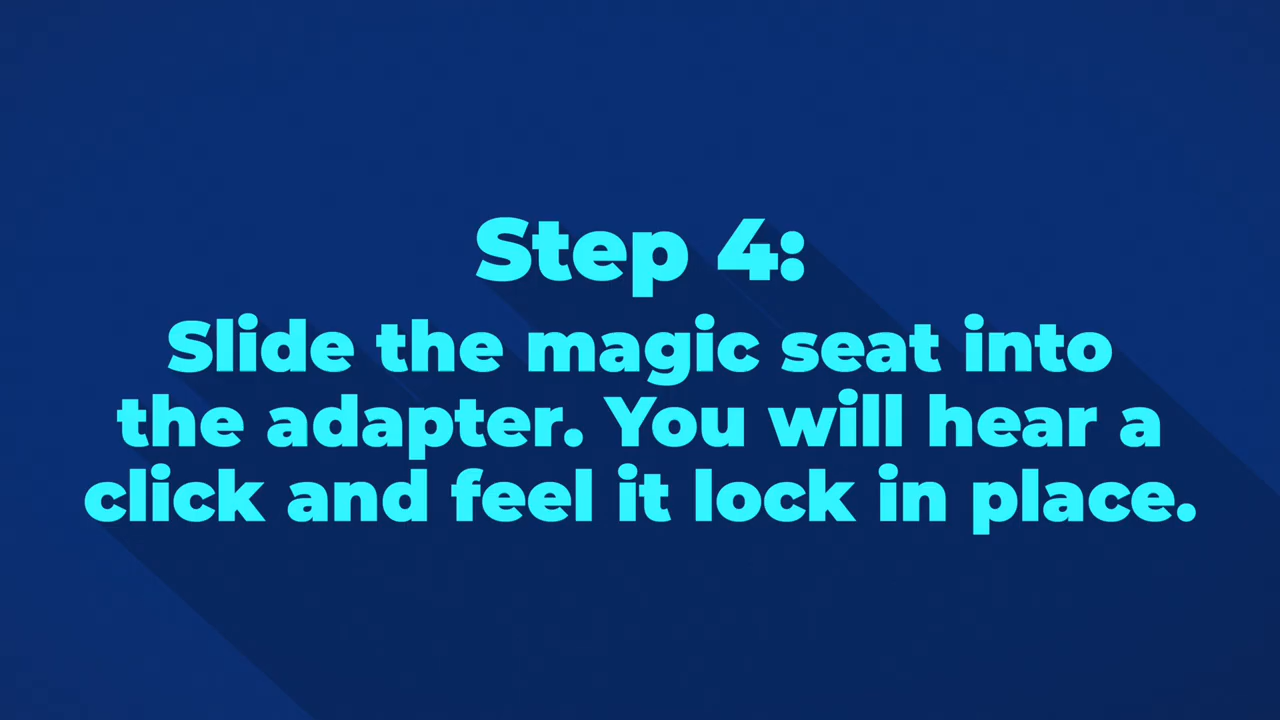 Step 4:
Slide the magic seat into
the adapter. You will hear a
click and feel it lock in place.